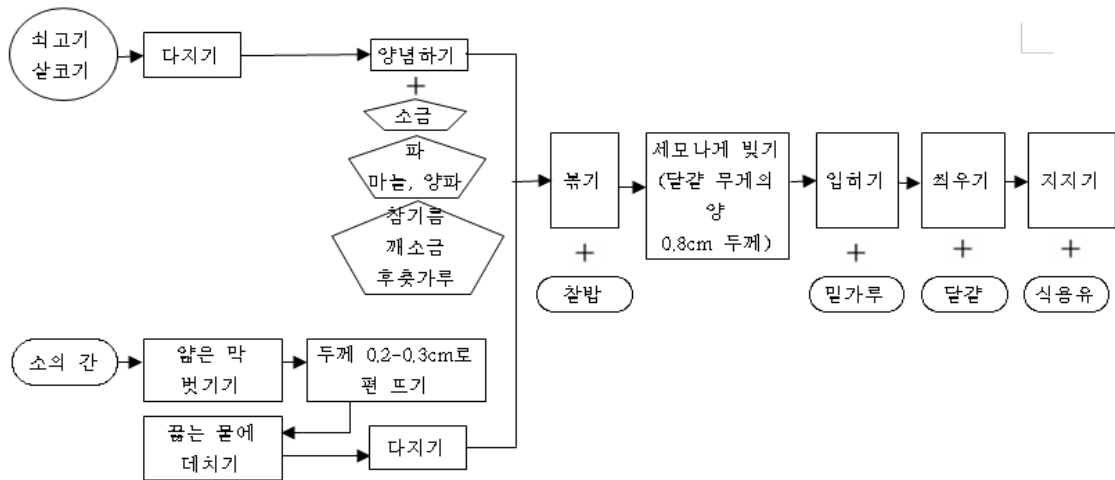 쇠고기
살코기
다지기
양념하기
+
소금
파
마늘, 양파
참기름
깨소금
후춧가루
볶기
+
찰밥
세모나게 빚기
(달걀 무게의
양
0.8cm 두께)
입히기
+
밀가루
씌우기
+
달걀
지지기
+
식용유
소의 간
얇은 막
벗기기
두께 0.2-0.3cm로
편 뜨기
끓는 물에
데치기
다지기